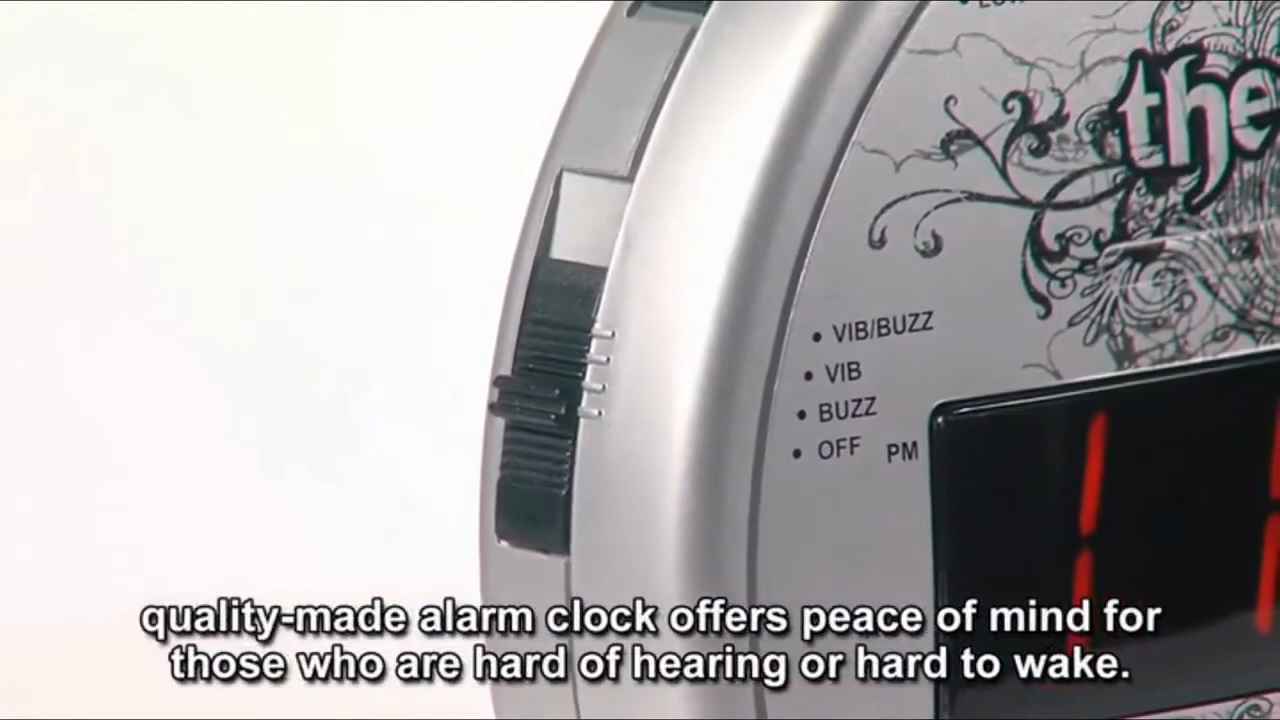 the
• VIB/BUZZ
• VIB
• BUZZ
• OFF PM
quality-made alarm clock offers peace of mind for
those who are hard of hearing or hard to wake.